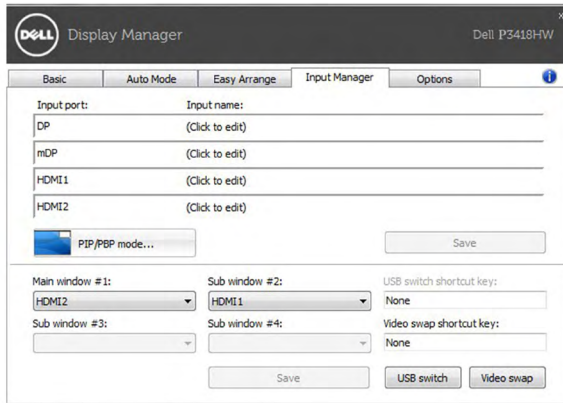 DELL Display Manager Dell P3418HW
x
Basic Auto Mode Easy Arrange Input Manager Options i
Input port: Input name:
DP (Click to edit)
mDP (Click to edit)
HDMI1 (Click to edit)
HDMI2 (Click to edit)
PIP/PBP mode... Save
Main window #1: Sub window #2: USB switch shortcut key:
HDMI2 HDMI1 None
Sub window #3: Sub window #4: Video swap shortcut key:
None
Save USB switch Video swap